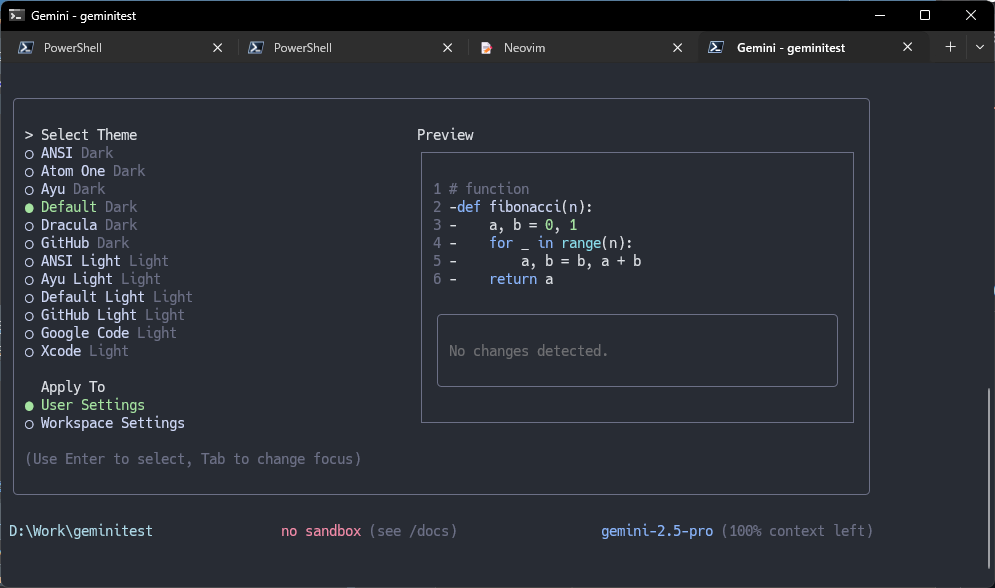 Gemini - geminitest
PowerShell PowerShell Neovim Gemini - geminitest
> Select Theme
ANSI Dark
Atom One Dark
Ayu Dark
Default Dark
Dracula Dark
GitHub Dark
ANSI Light Light
Ayu Light Light
Default Light Light
GitHub Light Light
Google Code Light
Xcode Light
Apply To
User Settings
Workspace Settings
(Use Enter to select, Tab to change focus)
Preview
1 # function
2 -def fibonacci(n):
3 -    a, b = 0, 1
4 -    for _ in range(n):
5 -        a, b = b, a + b
6 -    return a
No changes detected.
D:\Work\geminitest no sandbox (see /docs) gemini-2.5-pro (100% context left)